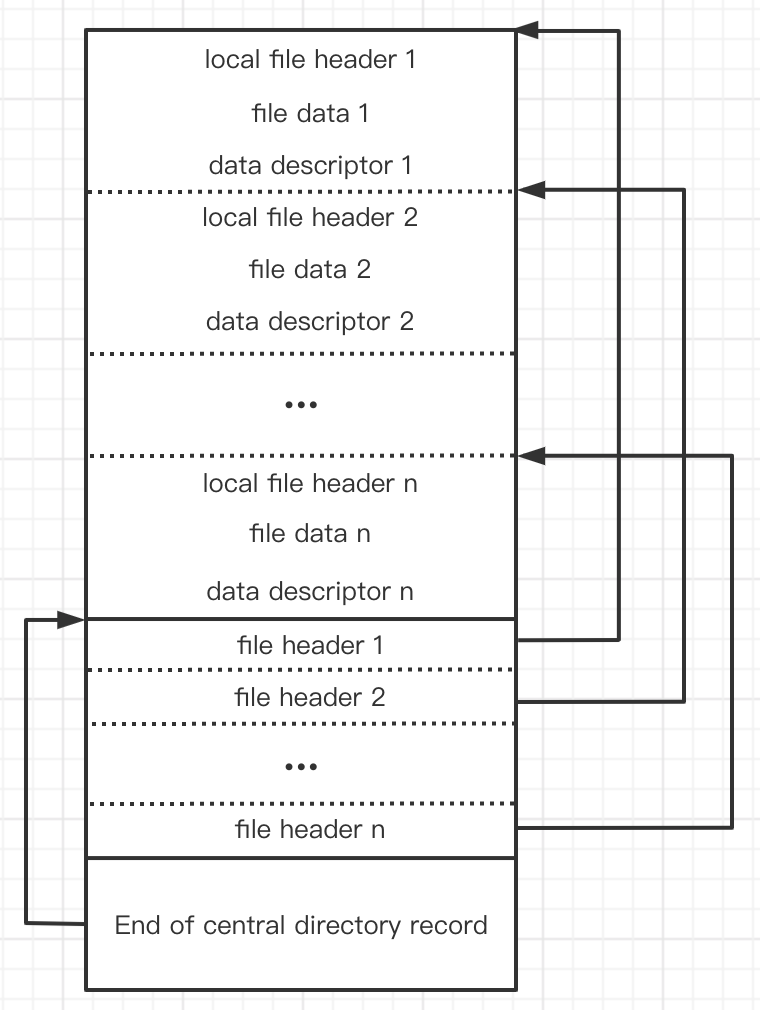 local file header 1
file data 1
data descriptor 1
local file header 2
file data 2
data descriptor 2
•••
local file header n
file data n
data descriptor n
file header 1
file header 2
•••
file header n
End of central directory record